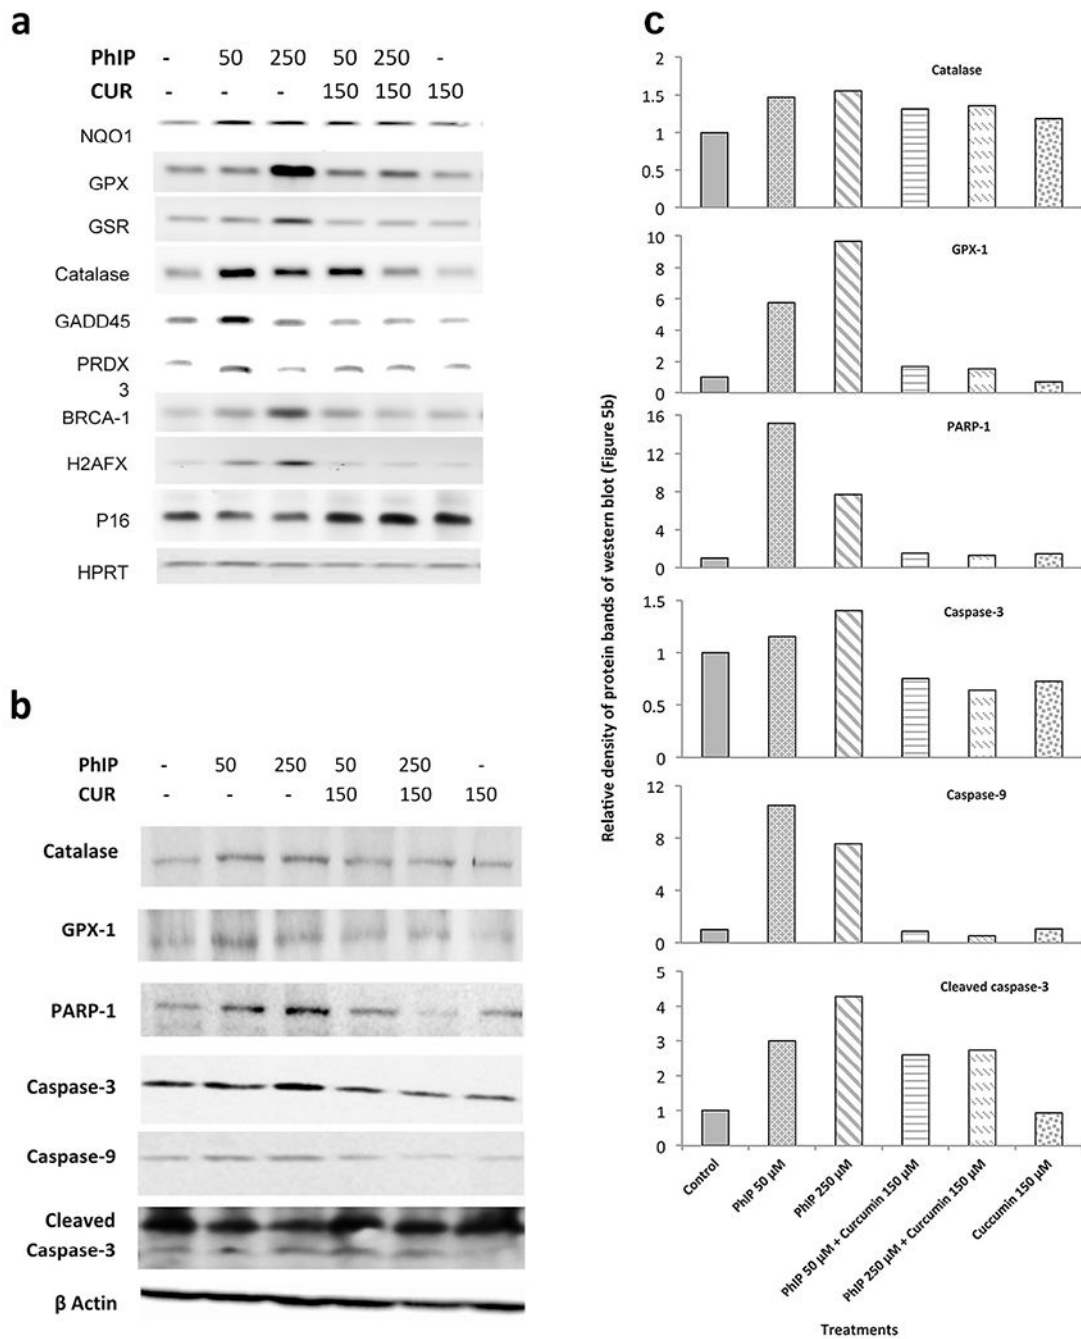 a
PhIP - 50 250 50 250 -
CUR - - - 150 150 150
NQO1
GPX
GSR
Catalase
GADD45
PRDX
3
BRCA-1
H2AFX
P16
HPRT
b
PhIP - 50 250 50 250 -
CUR - - - 150 150 150
Catalase
GPX-1
PARP-1
Caspase-3
Caspase-9
Cleaved
Caspase-3
β Actin
c
Relative density of protein bands of western blot (Figure 5b)
Catalase
2
1.5
1
0.5
0
GPX-1
10
8
6
4
2
0
PARP-1
16
12
8
4
0
Caspase-3
1.5
1
0.5
0
Caspase-9
12
8
4
0
Cleaved caspase-3
5
4
3
2
1
0
Control
PhIP 50 µM
PhIP 250 µM
PhIP 50 µM + Curcumin 150 µM
PhIP 250 µM + Curcumin 150 µM
Cuccumin 150 µM
Treatments